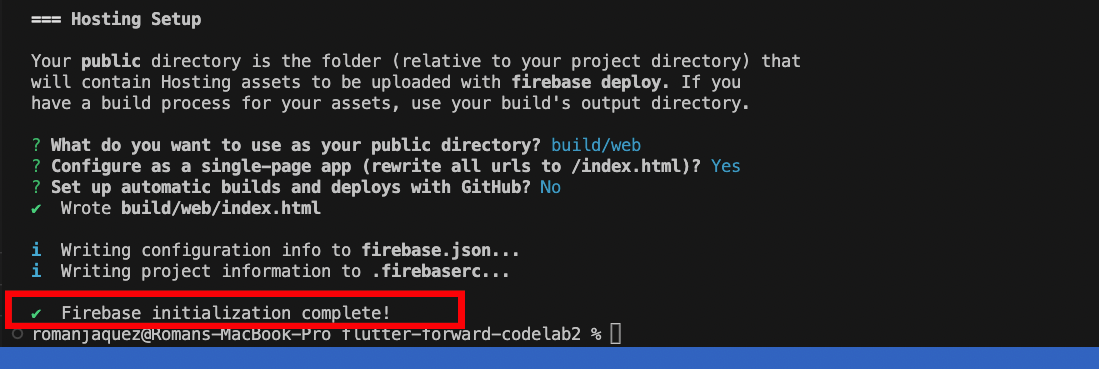 === Hosting Setup
Your public directory is the folder (relative to your project directory) that
will contain Hosting assets to be uploaded with firebase deploy. If you
have a build process for your assets, use your build's output directory.
? What do you want to use as your public directory? build/web
? Configure as a single-page app (rewrite all urls to /index.html)? Yes
? Set up automatic builds and deploys with GitHub? No
✔ Wrote build/web/index.html
i Writing configuration info to firebase.json...
i Writing project information to .firebaserc...
✔ Firebase initialization complete!
romanjaquez@Romans-MacBook-Pro flutter-forward-codelab2 %